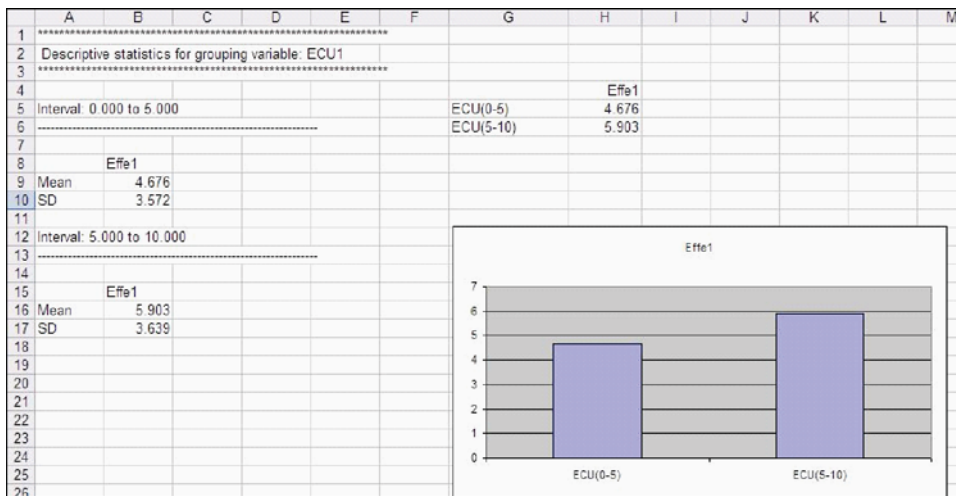 A B C D E F G H I J K L M
1 ******************************************************************
2 Descriptive statistics for grouping variable: ECU1
3 ******************************************************************
4 Effe1
5 Interval: 0.000 to 5.000 ECU(0-5) 4.676
6 ------------------------------------------------------------------ ECU(5-10) 5.903
7
8 Effe1
9 Mean 4.676
10 SD 3.572
11
12 Interval: 5.000 to 10.000
13 ------------------------------------------------------------------
14
15 Effe1
16 Mean 5.903
17 SD 3.639
18
19
20
21
22
23
24
25
26
Effe1
7
6
5
4
3
2
1
0
ECU(0-5) ECU(5-10)